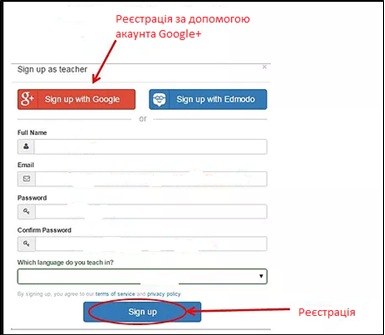 Реєстрація за допомогою
акаунта Google+
Sign up as teacher
×
g+ Sign up with Google
Sign up with Edmodo
or
Full Name
Email
Password
Confirm Password
Which language do you teach in?
By signing up, you agree to our terms of service and privacy policy
Sign up
Реєстрація